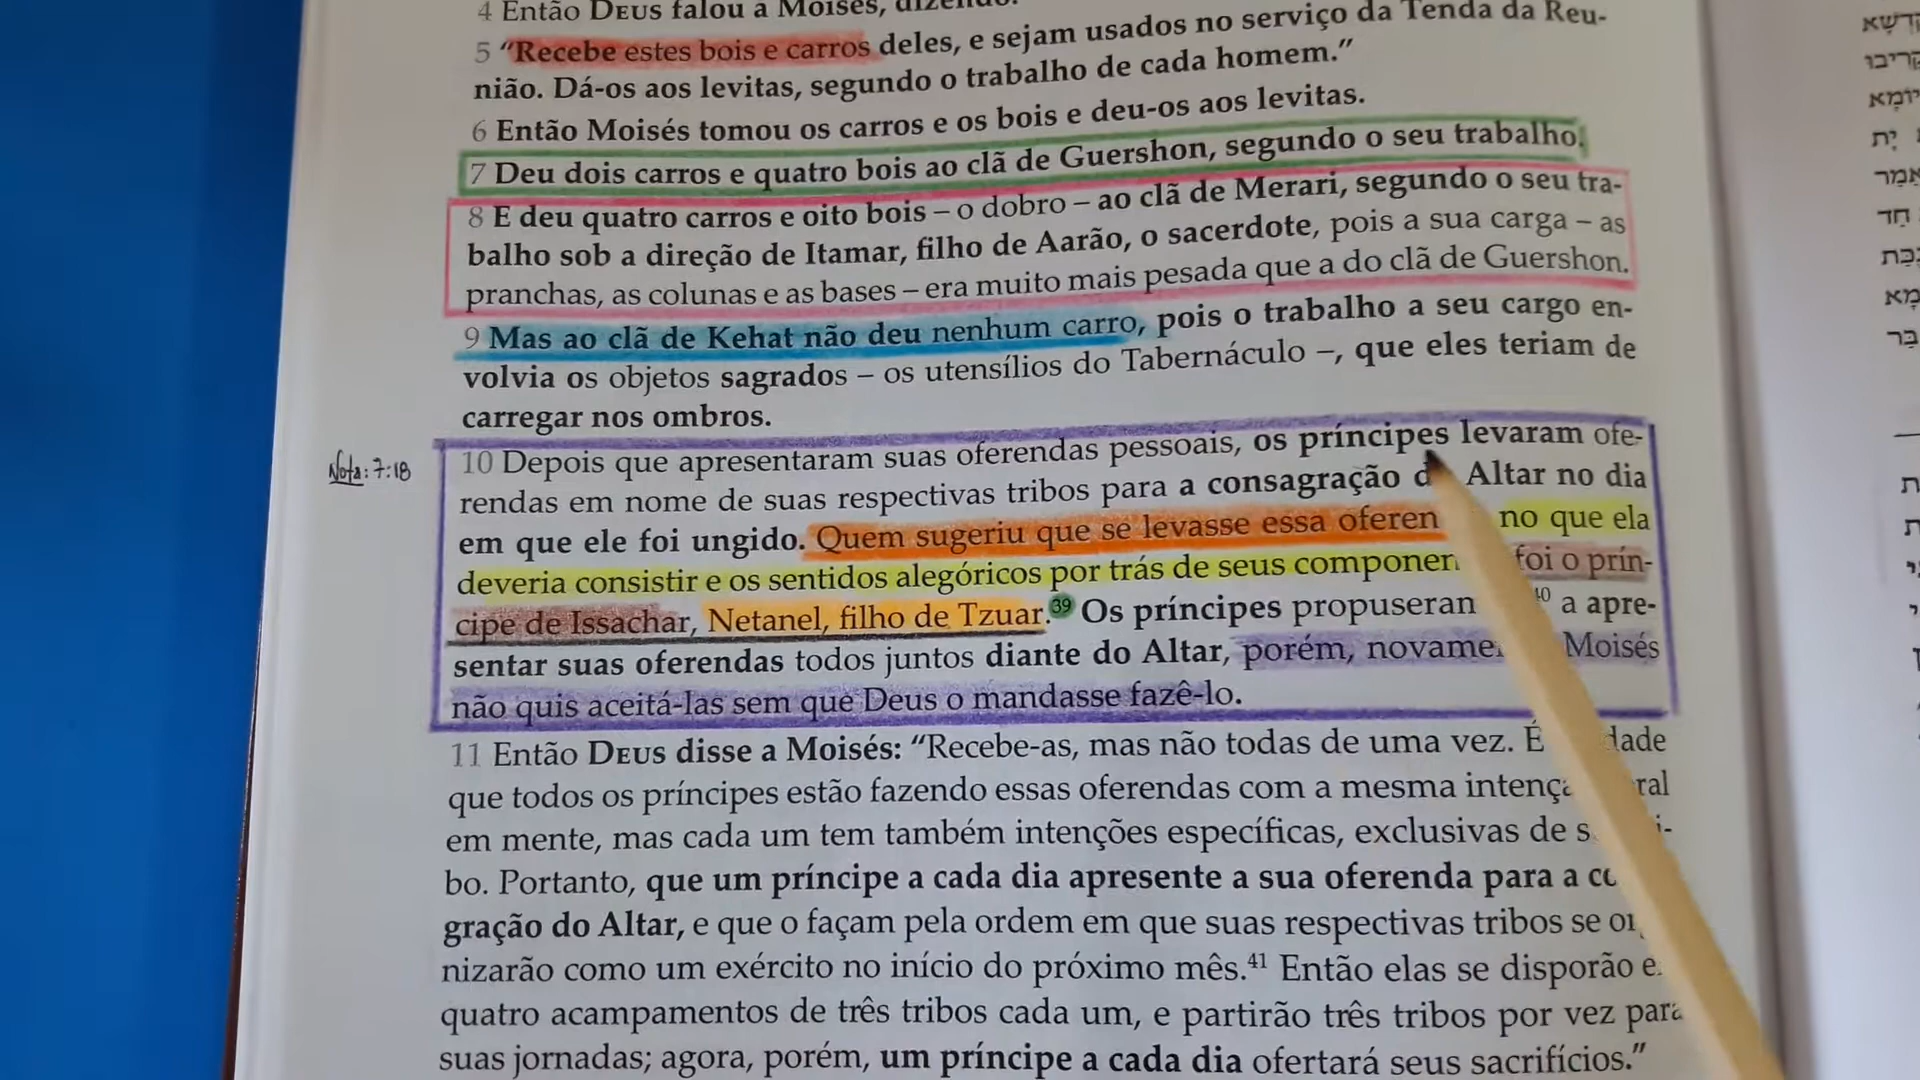 4 Então DEUS falou a Moisés, dizendo:
5 “Recebe estes bois e carros deles, e sejam usados no serviço da Tenda da Reu-
nião. Dá-os aos levitas, segundo o trabalho de cada homem.”
6 Então Moisés tomou os carros e os bois e deu-os aos levitas.
7 Deu dois carros e quatro bois ao clã de Guershon, segundo o seu trabalho.
8 E deu quatro carros e oito bois – o dobro – ao clã de Merari, segundo o seu tra-
balho sob a direção de Itamar, filho de Aarão, o sacerdote, pois a sua carga – as
pranchas, as colunas e as bases – era muito mais pesada que a do clã de Guershon.
9 Mas ao clã de Kehat não deu nenhum carro, pois o trabalho a seu cargo en-
volvia os objetos sagrados – os utensílios do Tabernáculo –, que eles teriam de
carregar nos ombros.
Nota: 7:18
10 Depois que apresentaram suas oferendas pessoais, os príncipes levaram ofe-
rendas em nome de suas respectivas tribos para a consagração Altar no dia
em que ele foi ungido. Quem sugeriu que se levasse essa no que ela
deveria consistir e os sentidos alegóricos por trás de seus foi o prín-
cipe de Issachar, Netanel, filho de Tzuar.39 Os príncipes 40 a apre-
sentar suas oferendas todos juntos diante do Altar, porém, Moisés
não quis aceitá-las sem que Deus o mandasse fazê-lo.
11 Então DEUS disse a Moisés: “Recebe-as, mas não todas de uma vez. É
que todos os príncipes estão fazendo essas oferendas com a mesma
em mente, mas cada um tem também intenções específicas, exclusivas de
bo. Portanto, que um príncipe a cada dia apresente a sua oferenda para a
gração do Altar, e que o façam pela ordem em que suas respectivas tribos se
nizarão como um exército no início do próximo mês.41 Então elas se disporão
quatro acampamentos de três tribos cada um, e partirão três tribos por vez para
suas jornadas; agora, porém, um príncipe a cada dia ofertará seus sacrifícios.”